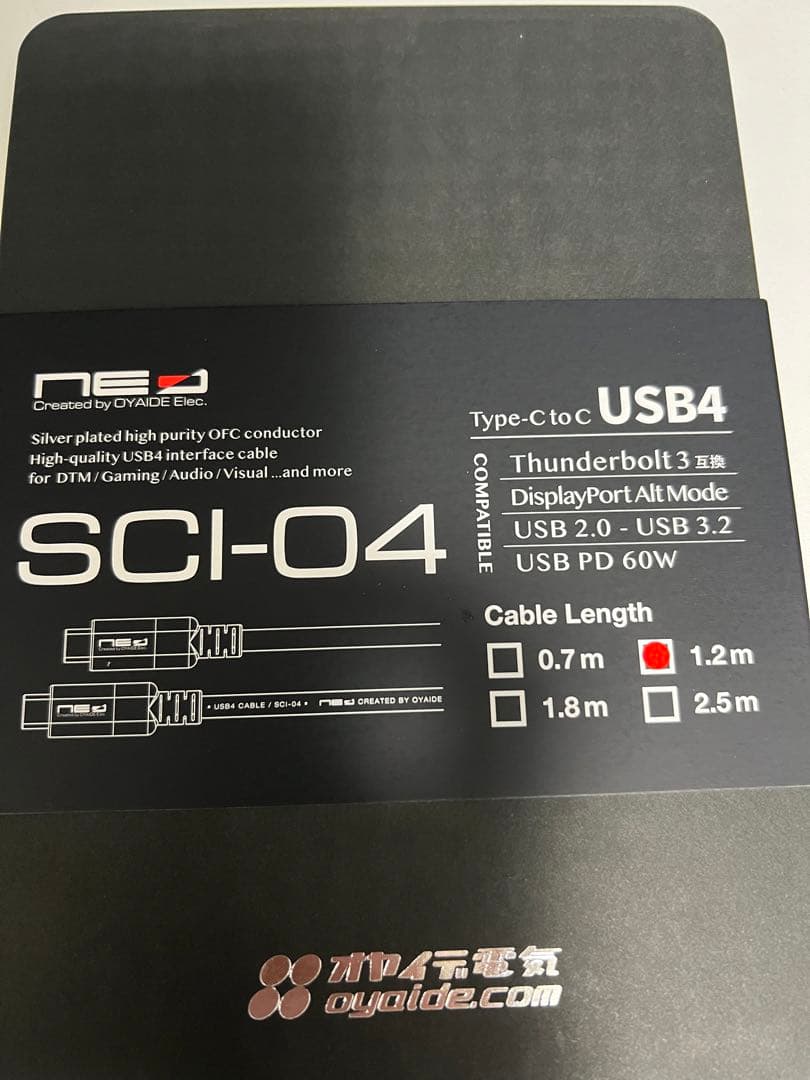 NEO
Created by OYAIDE Elec.
Silver plated high purity OFC conductor
High-quality USB4 interface cable
for DTM / Gaming / Audio / Visual ...and more
SCI-04
Type-C to C USB4
COMPATIBLE
Thunderbolt 3 互換
DisplayPort Alt Mode
USB 2.0 - USB 3.2
USB PD 60W
Cable Length
0.7m
1.2m
1.8m
2.5m
NEO
Created by OYAIDE Elec.
NEO
Created by OYAIDE Elec.
• USB4 CABLE / SCI-04 • NEO CREATED BY OYAIDE
オヤイデ電気
oyaide.com